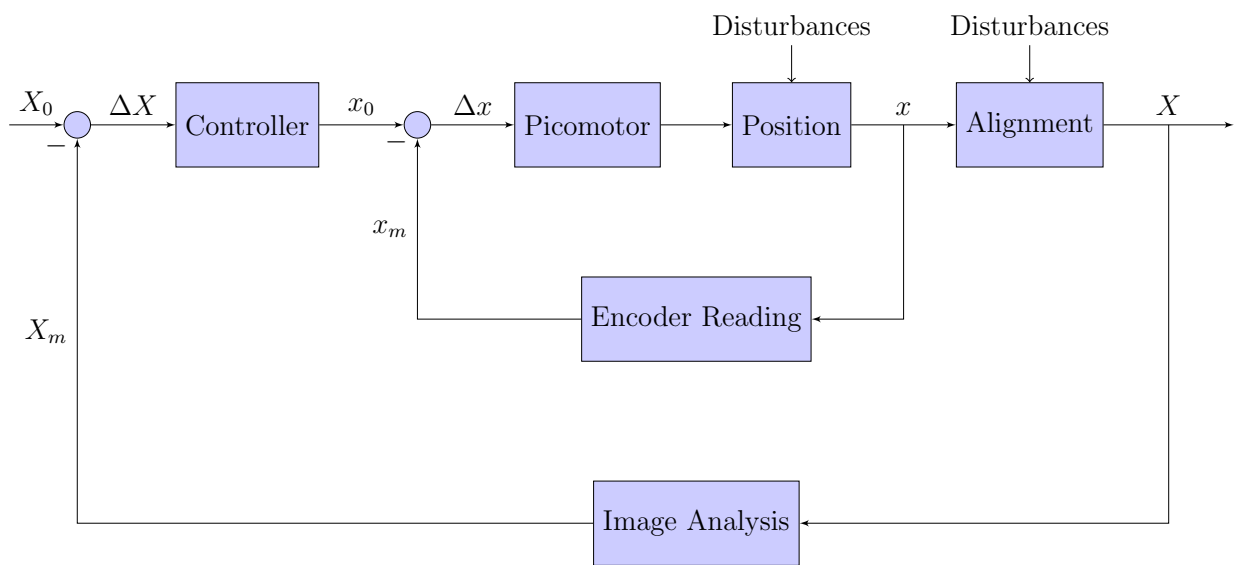 Disturbances
Disturbances
X₀
ΔX
Controller
x₀
Δx
Picomotor
Position
x
Alignment
X
−
−
xₘ
Encoder Reading
Xₘ
Image Analysis